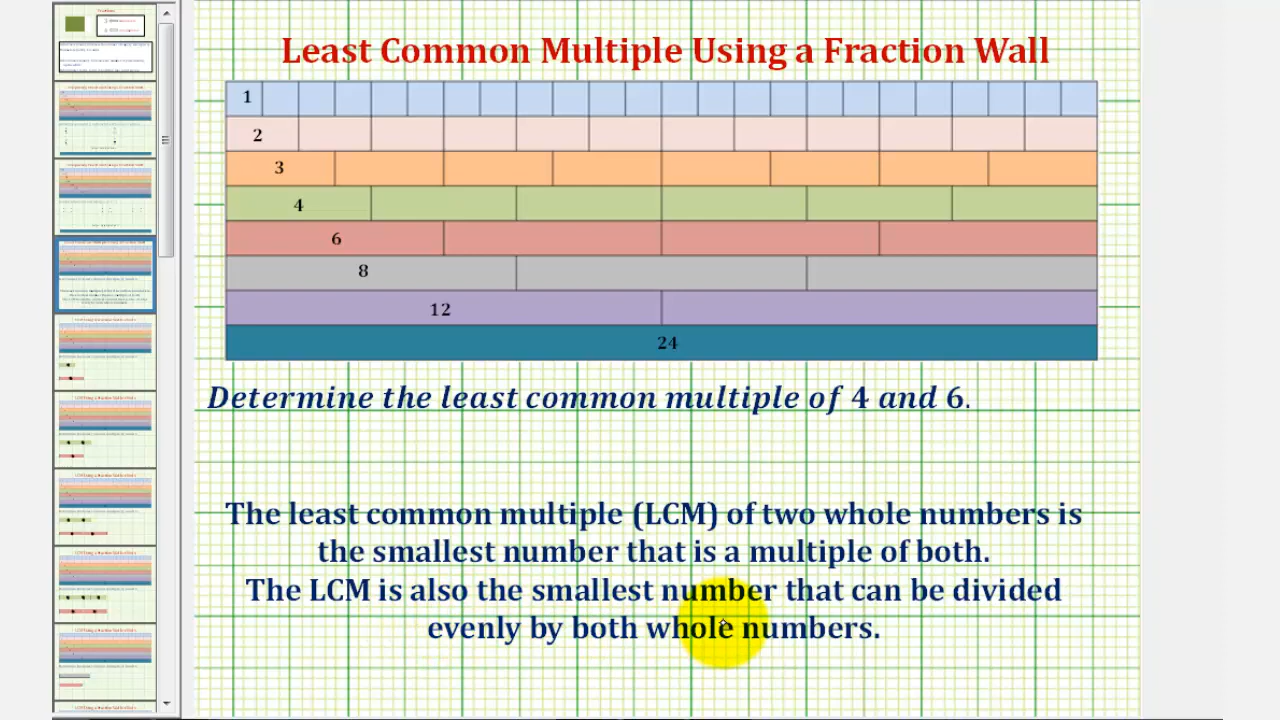 Least Common Multiple Using a Fraction Wall
1
2
3
4
6
8
12
24
Determine the least common multiple of 4 and 6.
The least common multiple (LCM) of two whole numbers is
the smallest number that is a multiple of both.
The LCM is also the smallest number that can be divided
evenly by both whole numbers.